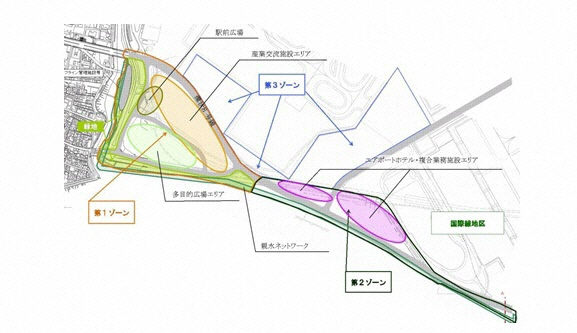 駅前広場
産業交流施設エリア
第3ゾーン
緑地
エアポートホテル・複合業務施設エリア
多目的広場エリア
第1ゾーン
国際線地区
親水ネットワーク
第2ゾーン